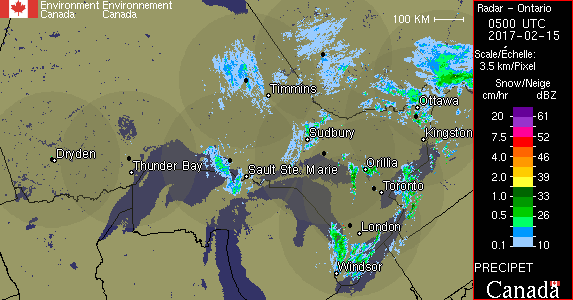 Environment Environnement
Canada Canada
100 KM
Radar - Ontario
0500 UTC
2017-02-15
Scale/Échelle:
3.5 km/Pixel
Snow/Neige
cm/hr dBZ
20 61
7.5 52
4.0 46
2.0 39
1.0 33
0.5 26
0.1 10
Timmins
Ottawa
Sudbury
Kingston
Dryden
Thunder Bay
Sault Ste. Marie
Orillia
Toronto
London
Windsor
PRECIPET
Canada